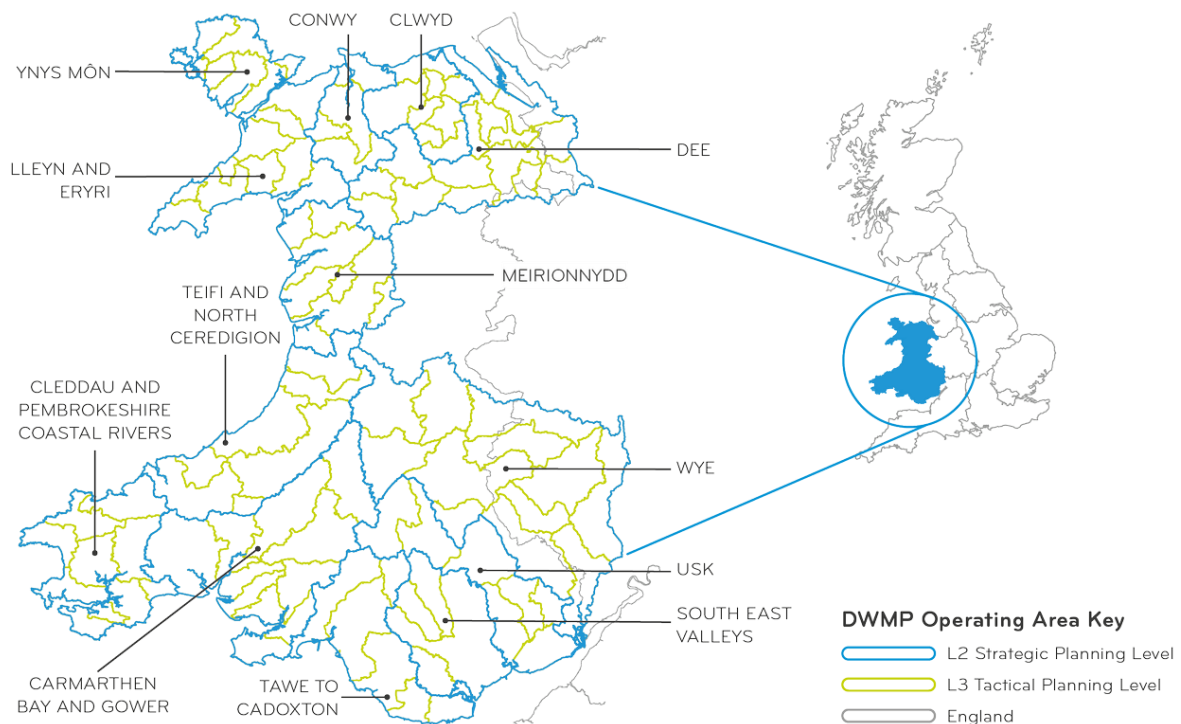 CONWY
CLWYD
YNYS MÔN
LLEYN AND
ERYRI
DEE
MEIRIONNYDD
TEIFI AND
NORTH
CEREDIGION
CLEDDAU AND
PEMBROKESHIRE
COASTAL RIVERS
WYE
USK
SOUTH EAST
VALLEYS
CARMARTHEN
BAY AND GOWER
TAWE TO
CADOXTON
DWMP Operating Area Key
L2 Strategic Planning Level
L3 Tactical Planning Level
England